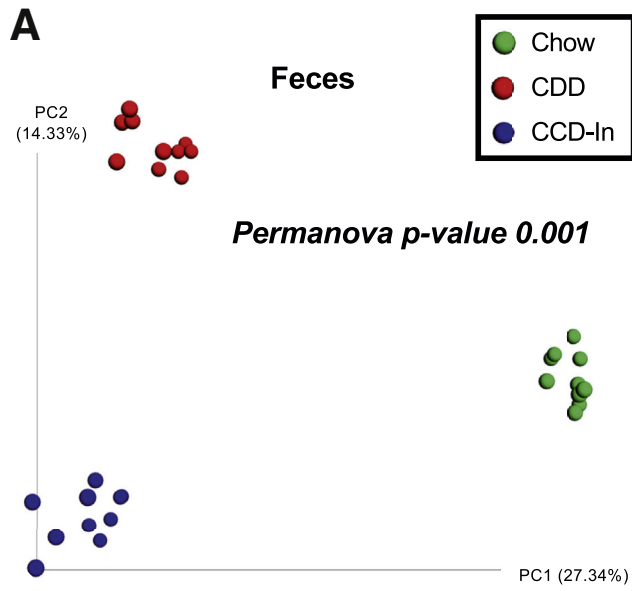 A
Chow
CDD
CCD-In
Feces
PC2
(14.33%)
Permanova p-value 0.001
PC1 (27.34%)